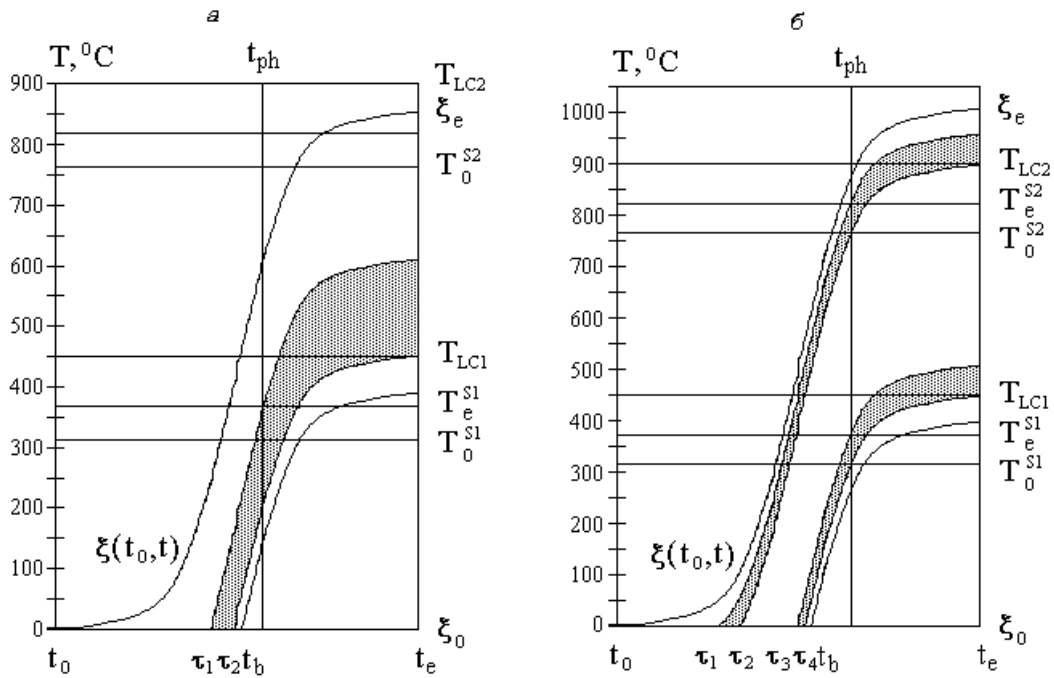 а
T, ⁰C
t_ph
900
800
700
600
500
450
400
300
200
100
0
T_LC2
ξ_e
T_0^S2
T_LC1
T_e^S1
T_0^S1
ξ_0
ξ(t_0,t)
t_0
τ_1
τ_2
t_b
t_e
б
T, ⁰C
t_ph
1000
900
800
700
600
500
400
300
200
100
0
ξ_e
T_LC2
T_e^S2
T_0^S2
T_LC1
T_e^S1
T_0^S1
ξ_0
ξ(t_0,t)
t_0
τ_1
τ_2
τ_3
τ_4
t_b
t_e